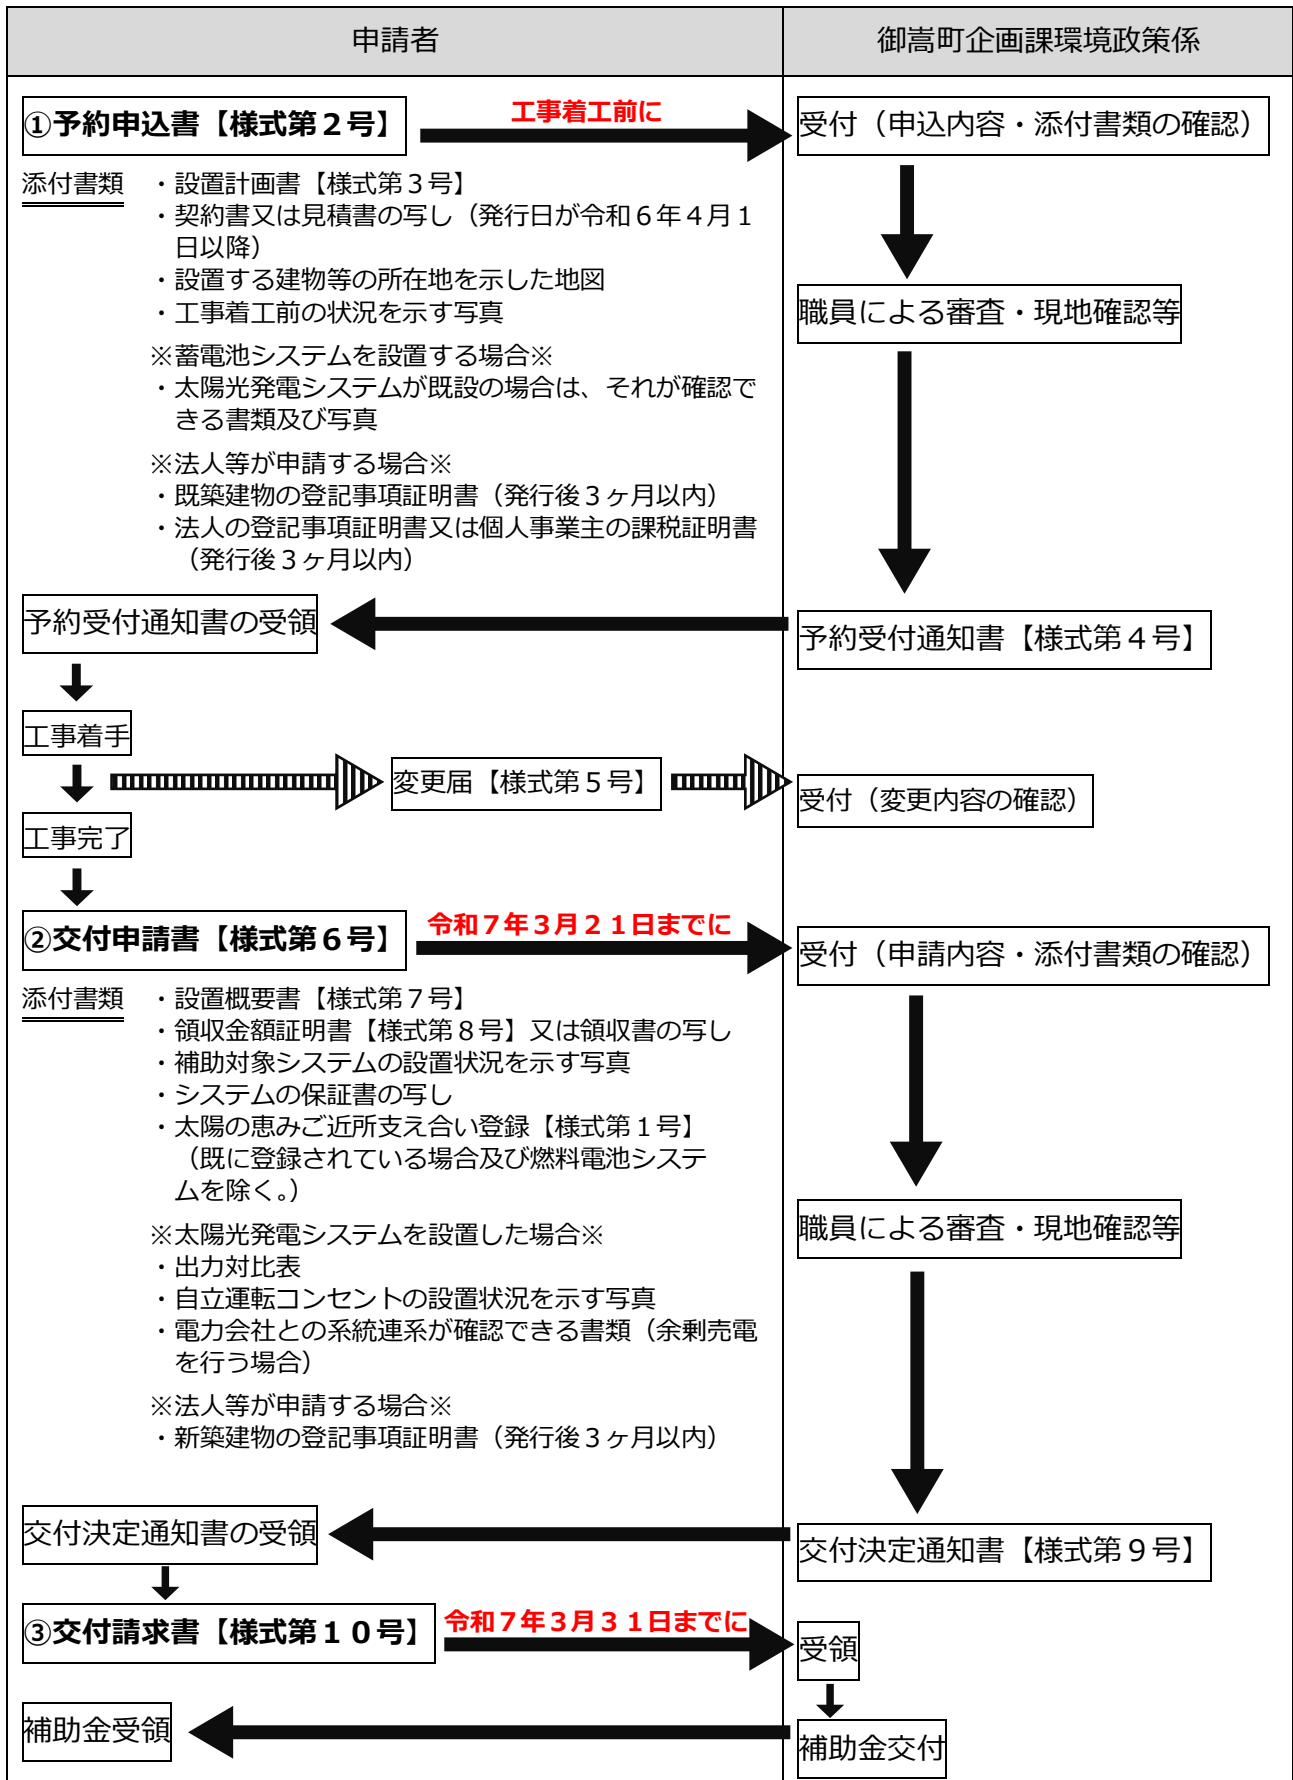 申請者
御嵩町企画課環境政策係
①予約申込書【様式第２号】
工事着工前に
受付（申込内容・添付書類の確認）
添付書類
・設置計画書【様式第３号】
・契約書又は見積書の写し（発行日が令和６年４月１
日以降）
・設置する建物等の所在地を示した地図
・工事着工前の状況を示す写真
職員による審査・現地確認等
※蓄電池システムを設置する場合※
・太陽光発電システムが既設の場合は、それが確認で
きる書類及び写真
※法人等が申請する場合※
・既築建物の登記事項証明書（発行後３ヶ月以内）
・法人の登記事項証明書又は個人事業主の課税証明書
（発行後３ヶ月以内）
予約受付通知書の受領
予約受付通知書【様式第４号】
工事着手
変更届【様式第５号】
受付（変更内容の確認）
工事完了
②交付申請書【様式第６号】
令和７年３月２１日までに
受付（申請内容・添付書類の確認）
添付書類
・設置概要書【様式第７号】
・領収金額証明書【様式第８号】又は領収書の写し
・補助対象システムの設置状況を示す写真
・システムの保証書の写し
・太陽の恵みご近所支え合い登録【様式第１号】
（既に登録されている場合及び燃料電池システ
ムを除く。）
職員による審査・現地確認等
※太陽光発電システムを設置した場合※
・出力対比表
・自立運転コンセントの設置状況を示す写真
・電力会社との系統連系が確認できる書類（余剰売電
を行う場合）
※法人等が申請する場合※
・新築建物の登記事項証明書（発行後３ヶ月以内）
交付決定通知書の受領
交付決定通知書【様式第９号】
③交付請求書【様式第１０号】
令和７年３月３１日までに
受領
補助金受領
補助金交付